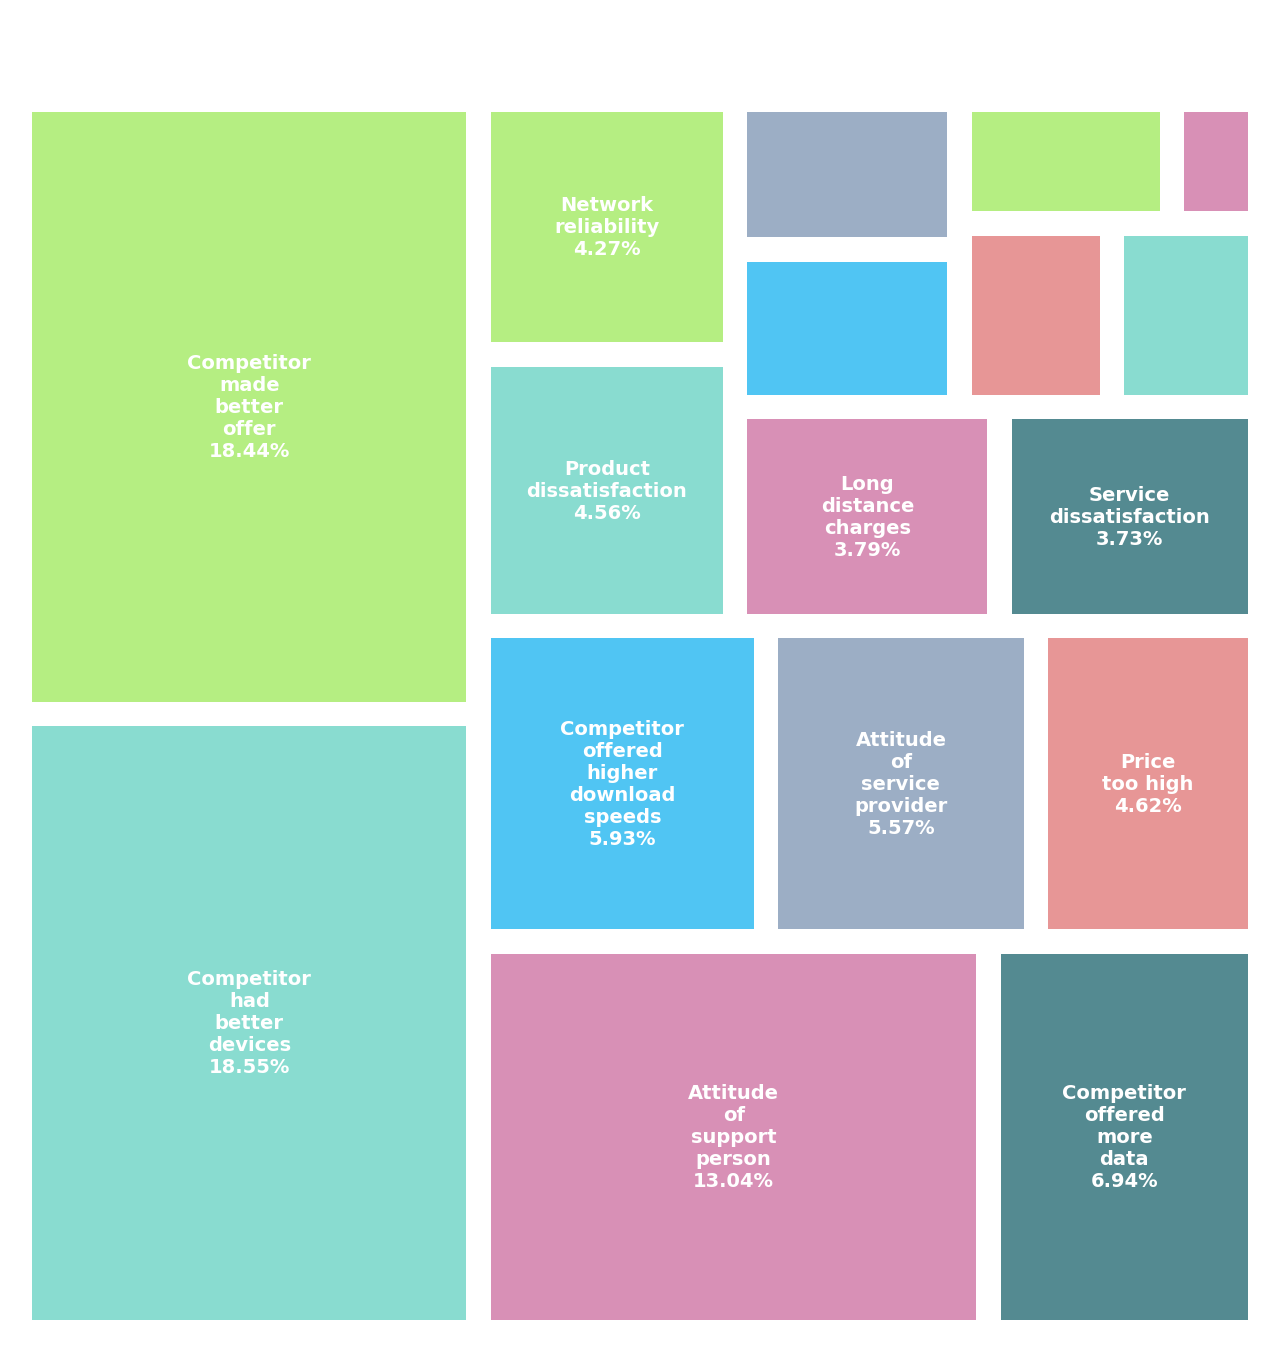 Competitor
made
better
offer
18.44%
Network
reliability
4.27%
Product
dissatisfaction
4.56%
Long
distance
charges
3.79%
Service
dissatisfaction
3.73%
Competitor
offered
higher
download
speeds
5.93%
Attitude
of
service
provider
5.57%
Price
too high
4.62%
Competitor
had
better
devices
18.55%
Attitude
of
support
person
13.04%
Competitor
offered
more
data
6.94%